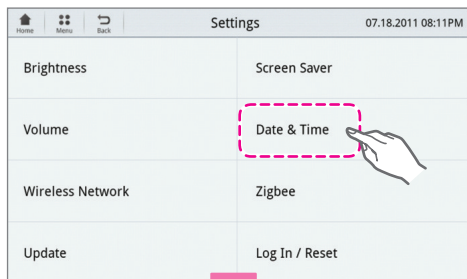 Home Menu Back Settings 07.18.2011 08:11PM
Brightness Screen Saver
Volume Date & Time
Wireless Network Zigbee
Update Log In / Reset